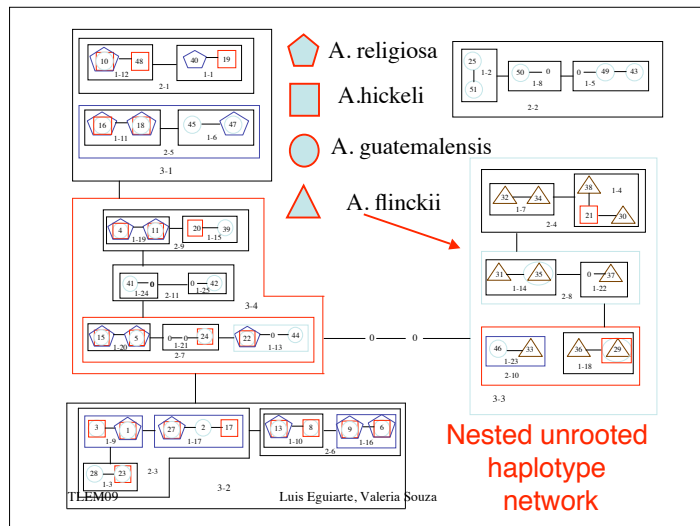 10 48 40 19
1-12 1-1
2-1
16 18 45 47
1-11 1-6
2-5
3-1
A. religiosa
A.hickeli
A. guatemalensis
A. flinckii
25 1-2 50 0 0 49 43
51 1-8 1-5
2-2
4 11 20 39
1-19 1-15
2-9
41 0 0 42
1-24 1-25
2-11
3-4
15 5 0 0 24 22 0 44
1-20 1-21 1-13
2-7
0 0
38
32 34 1-4
1-7 21 30
2-4
31 35 0 37
1-14 1-22
2-8
46 33 36 29
1-23 1-18
2-10
3-3
3 1 27 2 17
1-9 1-17
28 23 2-3
1-3
13 8 9 6
1-10 1-16
2-6
3-2
Nested unrooted
haplotype
network
TLEM09 Luis Eguiarte, Valeria Souza